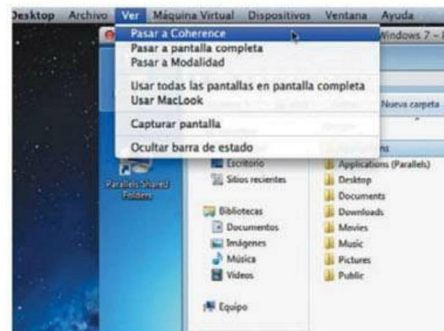 Desktop Archivo Ver Máquina Virtual Dispositivos Ventana Ayuda
Windows 7 –
Pasar a Coherence
Pasar a pantalla completa
Pasar a Modalidad
Usar todas las pantallas en pantalla completa
Usar MacLook
Capturar pantalla
Ocultar barra de estado
Nueva carpeta
Parallels Shared Folders
Escritorio
Sitios recientes
Bibliotecas
Documentos
Imágenes
Música
Vídeos
Equipo
Applications
Applications (Parallels)
Desktop
Documents
Downloads
Movies
Music
Pictures
Public